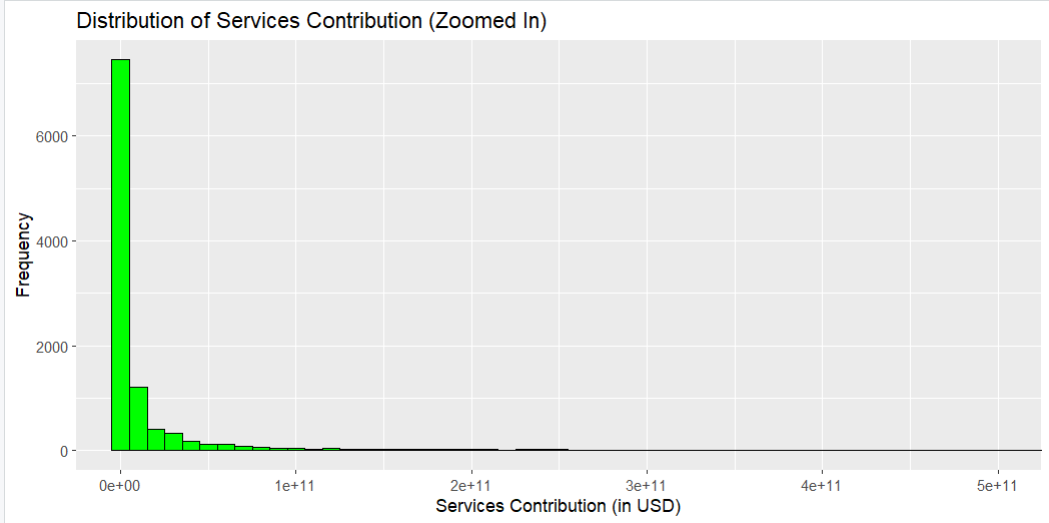 Distribution of Services Contribution (Zoomed In)
Frequency
6000
4000
2000
0
0e+00 1e+11 2e+11 3e+11 4e+11 5e+11
Services Contribution (in USD)